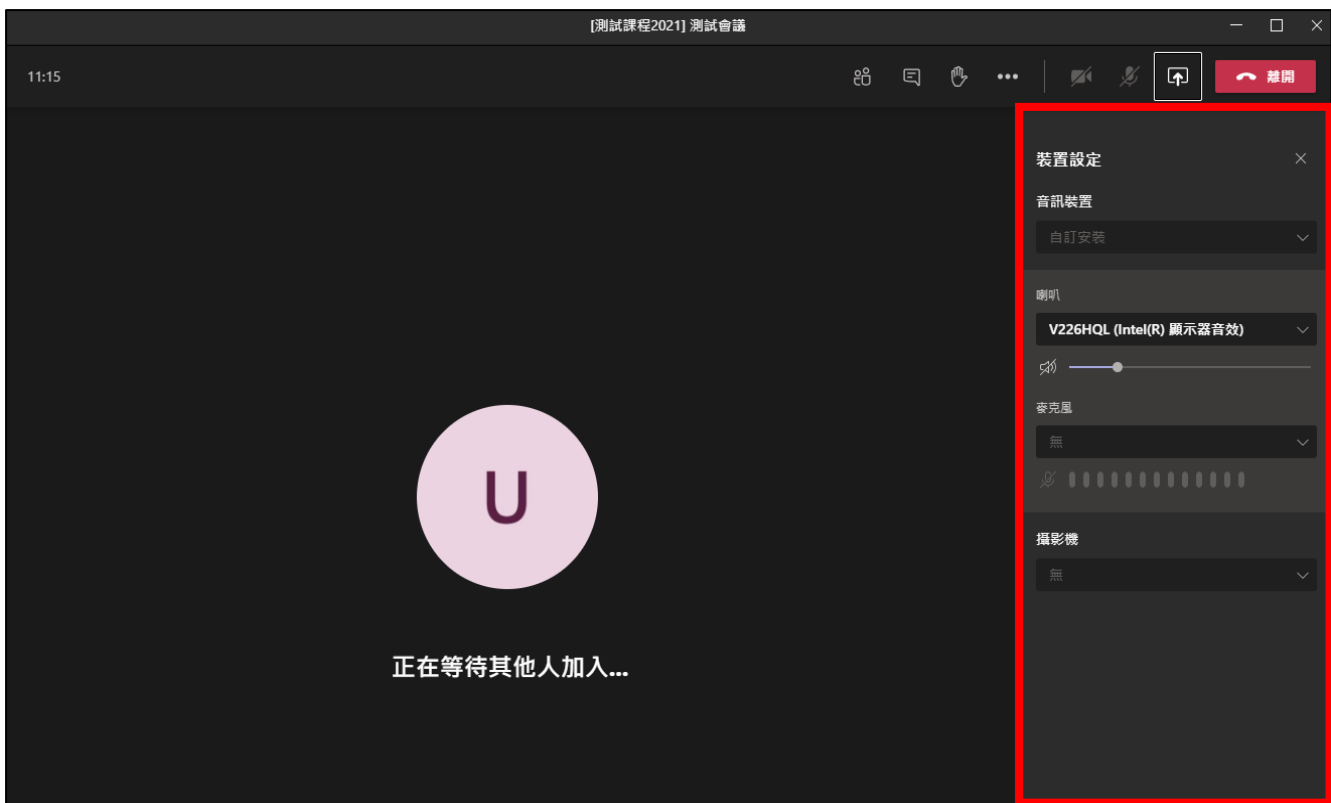 [測試課程2021] 測試會議
11:15
離開
裝置設定
音訊裝置
自訂安裝
喇叭
V226HQL (Intel(R) 顯示器音效)
麥克風
無
攝影機
無
U
正在等待其他人加入...